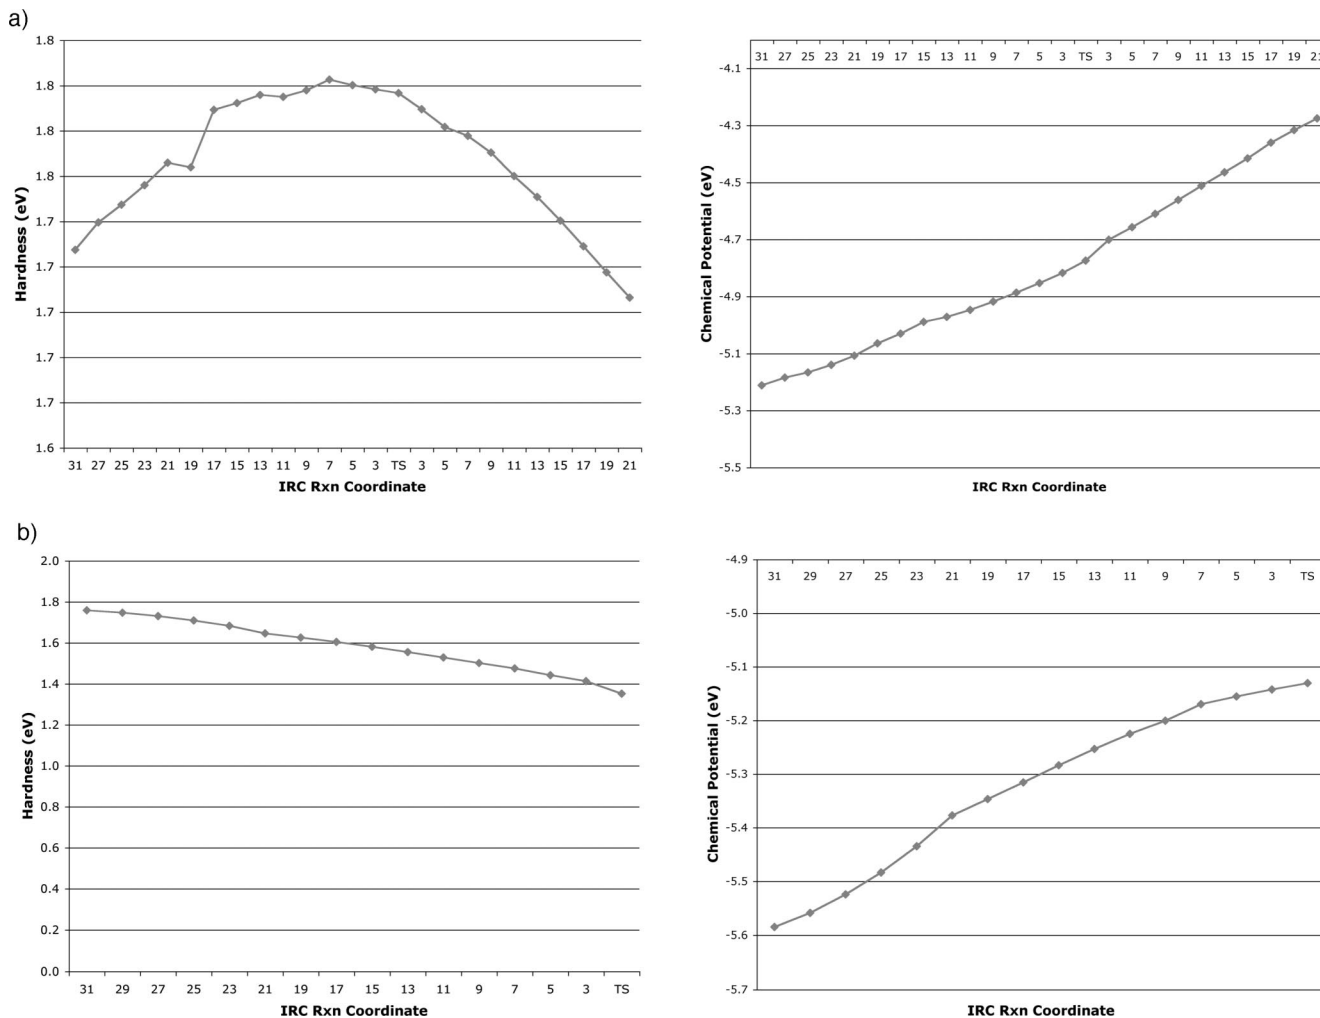 a)
1.8
1.8
1.8
1.8
1.7
1.7
1.7
1.7
1.7
1.6
Hardness (eV)
31 27 25 23 21 19 17 15 13 11 9 7 5 3 TS 3 5 7 9 11 13 15 17 19 21
IRC Rxn Coordinate
31 27 25 23 21 19 17 15 13 11 9 7 5 3 TS 3 5 7 9 11 13 15 17 19 21
-4.1
-4.3
-4.5
-4.7
-4.9
-5.1
-5.3
-5.5
Chemical Potential (eV)
IRC Rxn Coordinate
b)
2.0
1.8
1.6
1.4
1.2
1.0
0.8
0.6
0.4
0.2
0.0
Hardness (eV)
31 29 27 25 23 21 19 17 15 13 11 9 7 5 3 TS
IRC Rxn Coordinate
-4.9
31 29 27 25 23 21 19 17 15 13 11 9 7 5 3 TS
-5.0
-5.1
-5.2
-5.3
-5.4
-5.5
-5.6
-5.7
Chemical Potential (eV)
IRC Rxn Coordinate